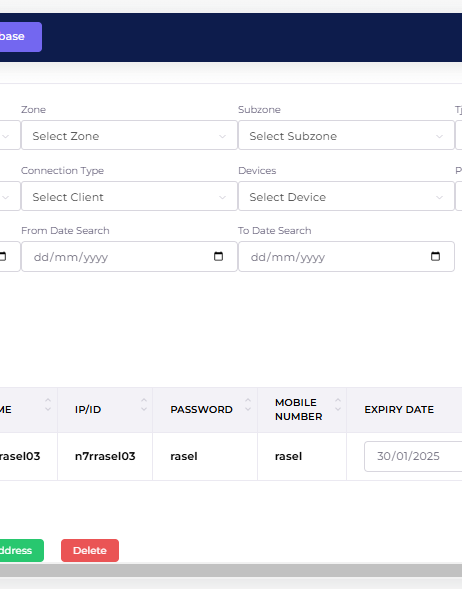 base
Zone Subzone
Select Zone Select Subzone
Connection Type Devices P
Select Client Select Device
From Date Search To Date Search
dd/mm/yyyy dd/mm/yyyy
ME IP/ID PASSWORD MOBILE NUMBER EXPIRY DATE
rasel03 n7rrasel03 rasel rasel 30/01/2025
ddress Delete